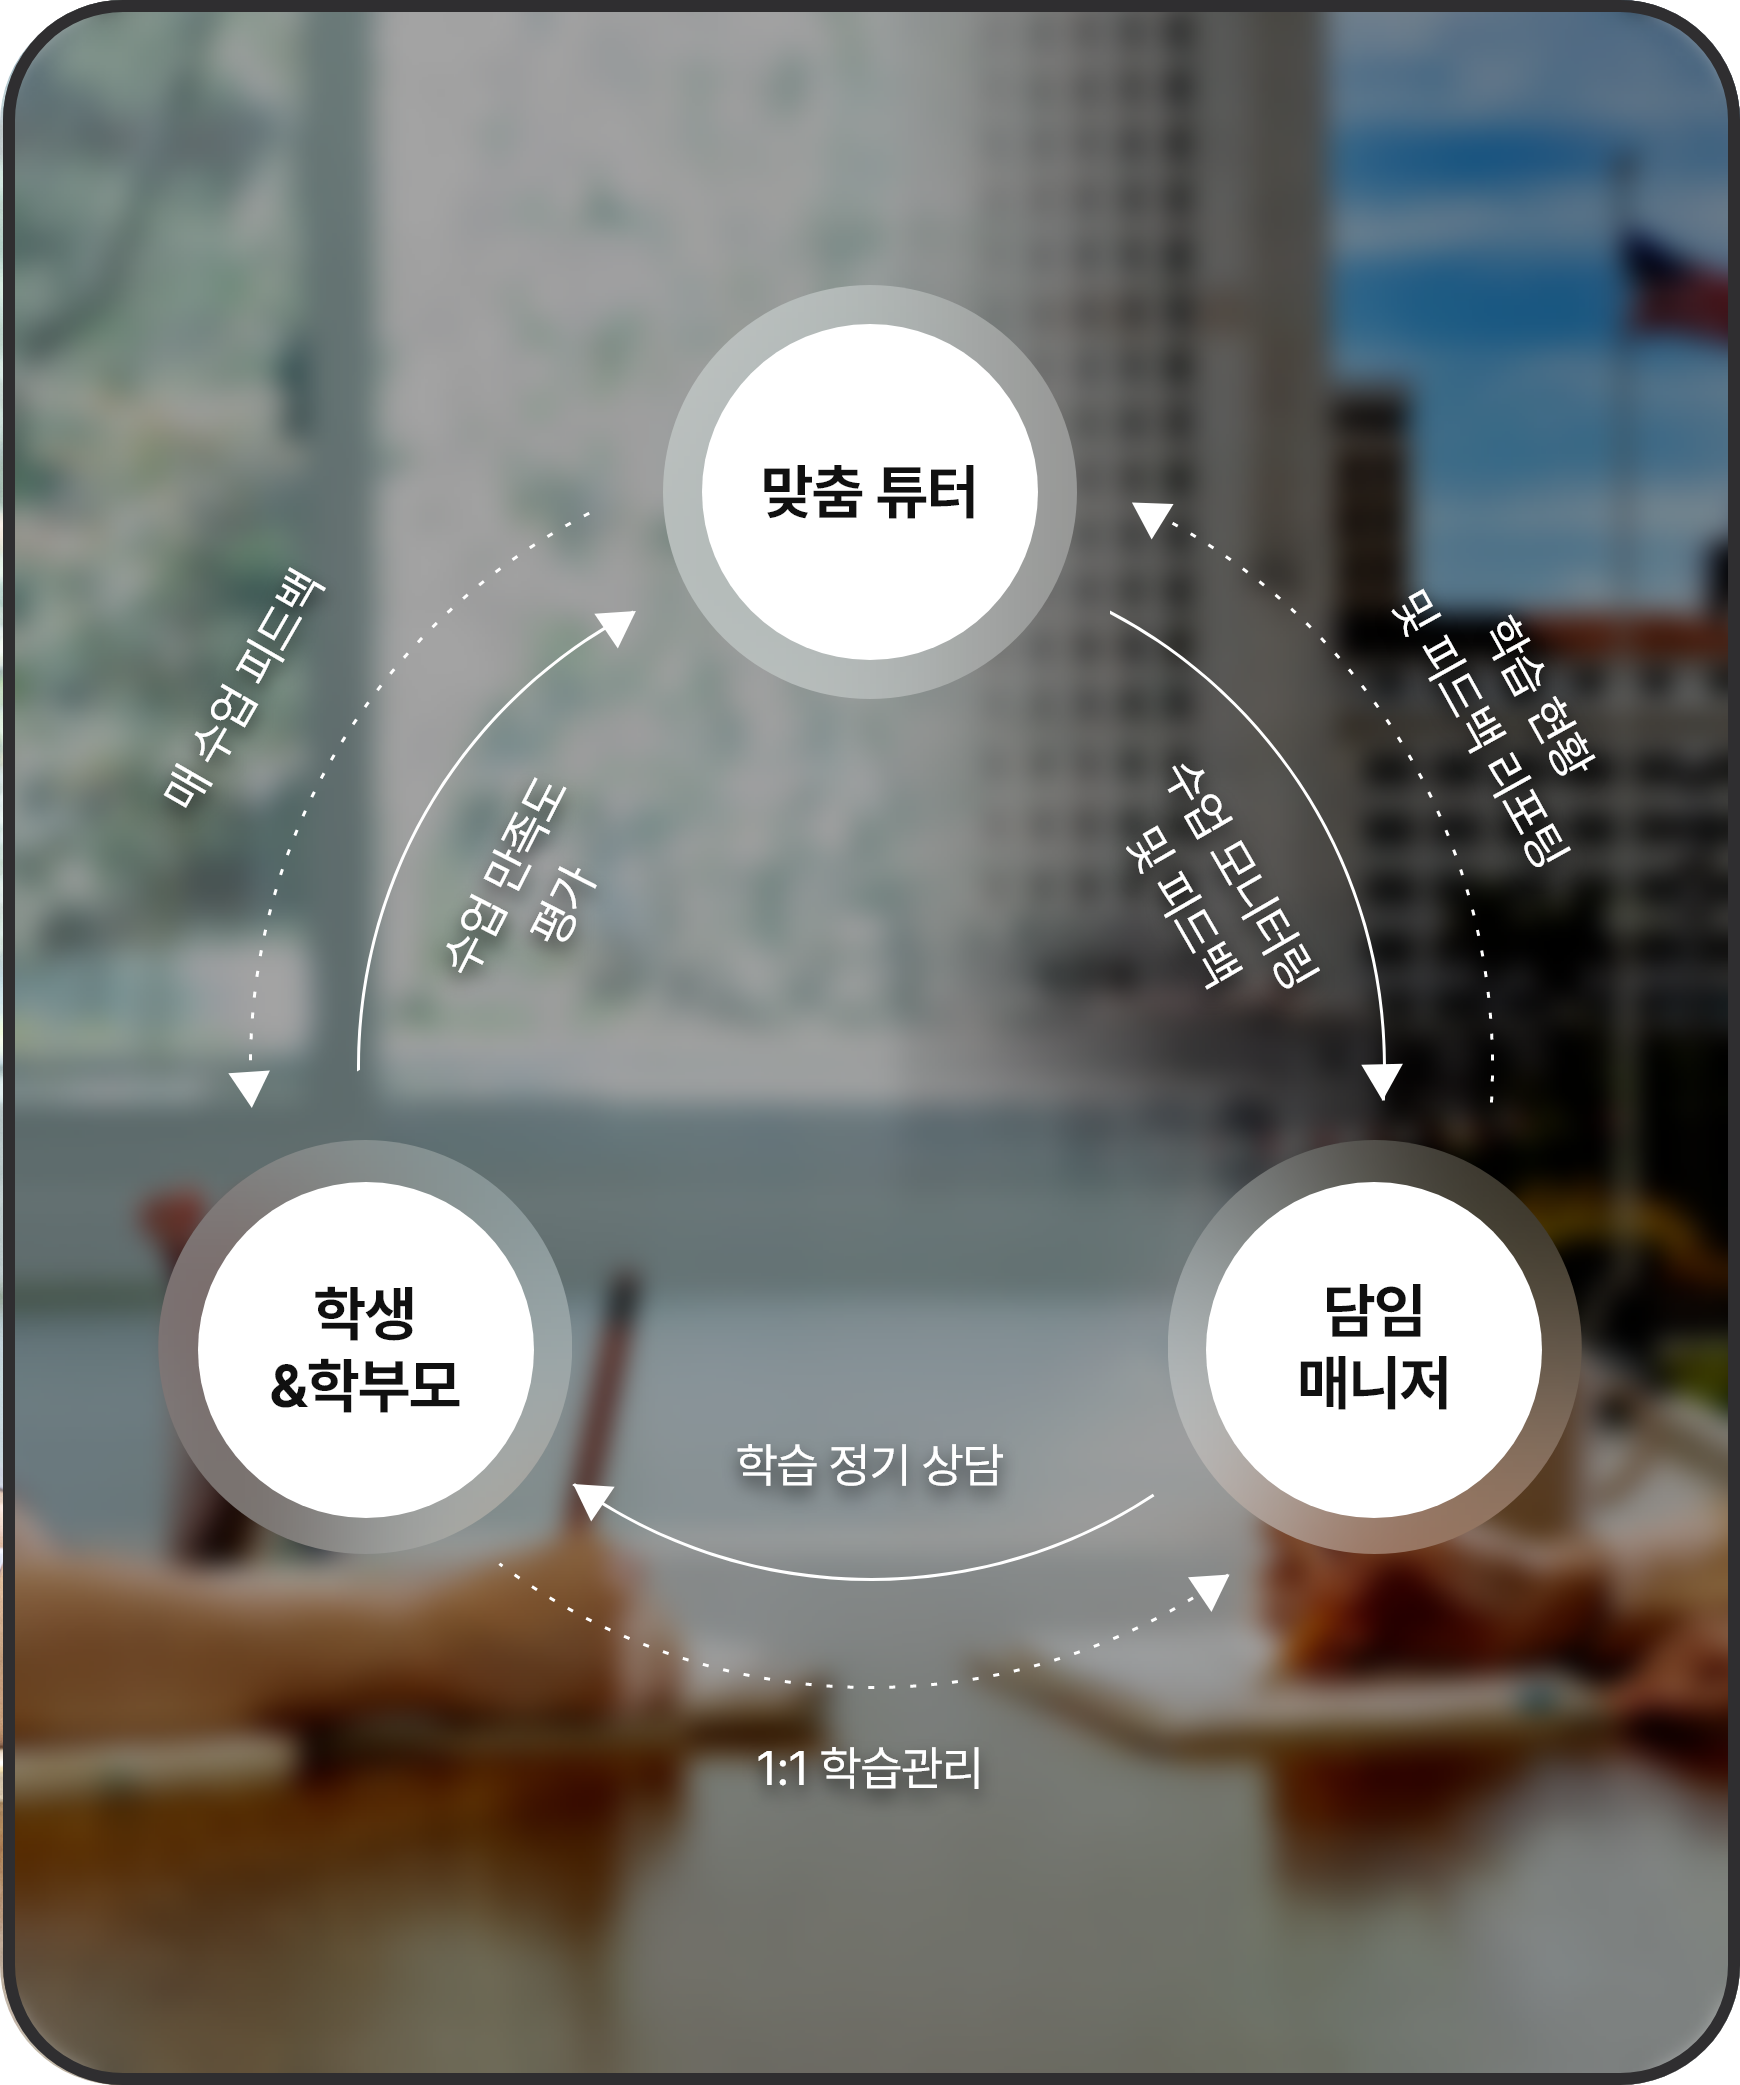 맞춤 튜터
매 수업 피드백
수업 만족도
평가
수업 모니터링
및 피드백
학습 현황
및 피드백 리포팅
학생
&학부모
담임
매니저
학습 정기 상담
1:1 학습관리